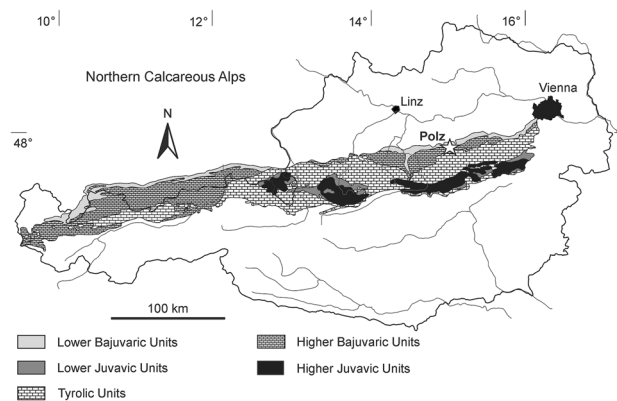 10° 12° 14° 16°
Northern Calcareous Alps
Vienna
Linz
N
Polz
48°
100 km
Lower Bajuvaric Units
Higher Bajuvaric Units
Lower Juvavic Units
Higher Juvavic Units
Tyrolic Units